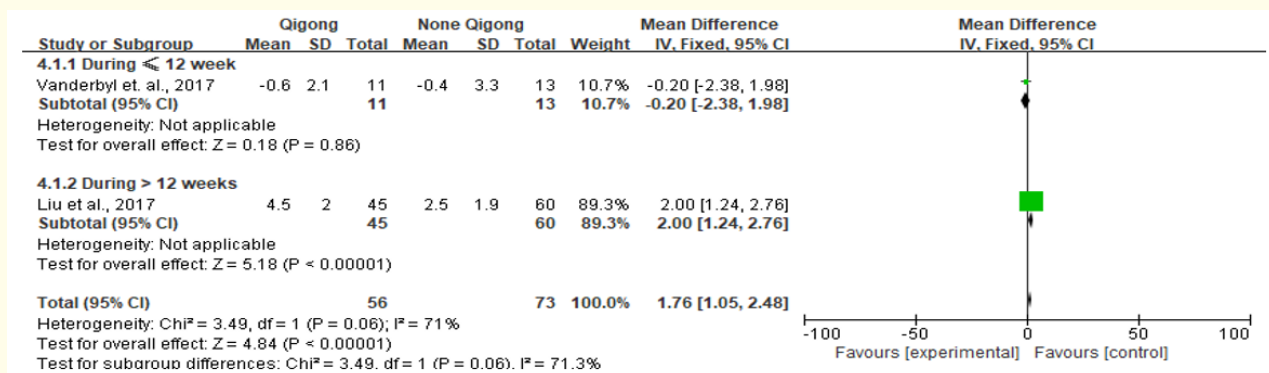 Qigong None Qigong Mean Difference Mean Difference
Study or Subgroup Mean SD Total Mean SD Total Weight IV, Fixed, 95% CI IV, Fixed, 95% CI
4.1.1 During ⩽ 12 week
Vanderbyl et. al., 2017 -0.6 2.1 11 -0.4 3.3 13 10.7% -0.20 [-2.38, 1.98]
Subtotal (95% CI) 11 13 10.7% -0.20 [-2.38, 1.98]
Heterogeneity: Not applicable
Test for overall effect: Z = 0.18 (P = 0.86)
4.1.2 During > 12 weeks
Liu et al., 2017 4.5 2 45 2.5 1.9 60 89.3% 2.00 [1.24, 2.76]
Subtotal (95% CI) 45 60 89.3% 2.00 [1.24, 2.76]
Heterogeneity: Not applicable
Test for overall effect: Z = 5.18 (P < 0.00001)
Total (95% CI) 56 73 100.0% 1.76 [1.05, 2.48]
Heterogeneity: Chi² = 3.49, df = 1 (P = 0.06); I² = 71%
Test for overall effect: Z = 4.84 (P < 0.00001)
Test for subgroup differences: Chi² = 3.49, df = 1 (P = 0.06), I² = 71.3%
-100 -50 0 50 100
Favours [experimental] Favours [control]